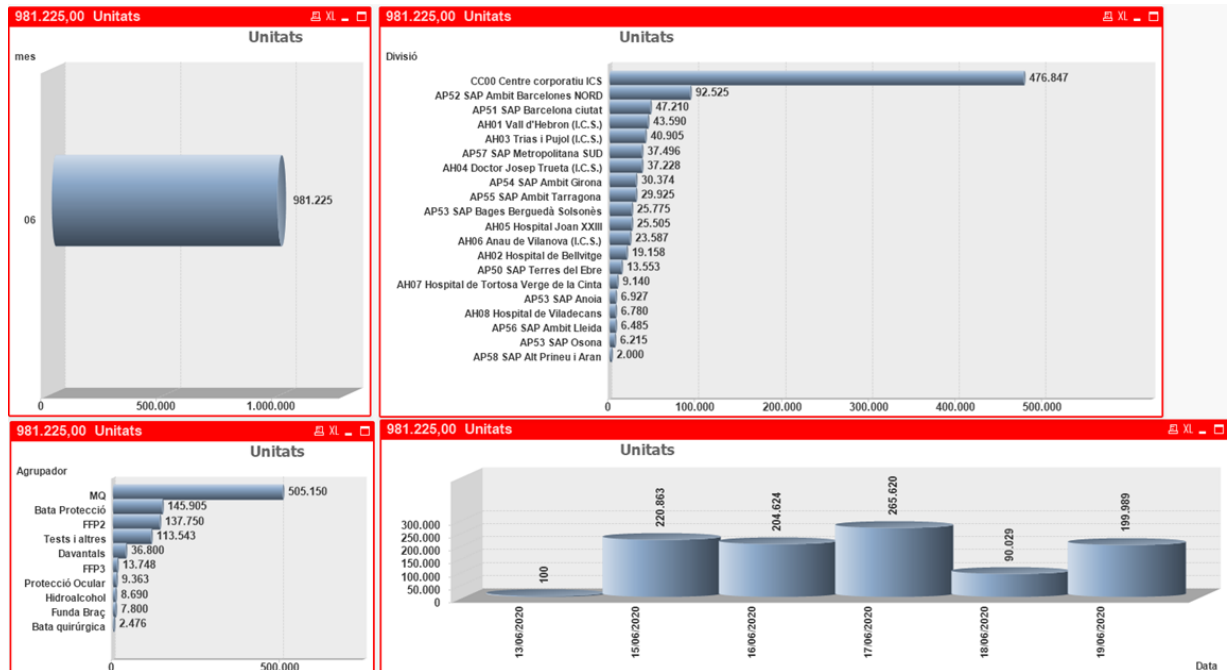 981.225,00 Unitats
XL
Unitats
mes
06
981.225
0
500.000
1.000.000
981.225,00 Unitats
XL
Unitats
Divisió
CC00 Centre corporatiu ICS 476.847
AP52 SAP Ambit Barcelones NORD 92.525
AP51 SAP Barcelona ciutat 47.210
AH01 Vall d'Hebron (I.C.S.) 43.590
AH03 Trias i Pujol (I.C.S.) 40.905
AP57 SAP Metropolitana SUD 37.496
AH04 Doctor Josep Trueta (I.C.S.) 37.228
AP54 SAP Ambit Girona 30.374
AP55 SAP Ambit Tarragona 29.925
AP53 SAP Bages Berguedà Solsonès 25.775
AH05 Hospital Joan XXIII 25.505
AH06 Anau de Vilanova (I.C.S.) 23.587
AH02 Hospital de Bellvitge 19.158
AP50 SAP Terres del Ebre 13.553
AH07 Hospital de Tortosa Verge de la Cinta 9.140
AP53 SAP Anoia 6.927
AH08 Hospital de Viladecans 6.780
AP56 SAP Ambit Lleida 6.485
AP53 SAP Osona 6.215
AP58 SAP Alt Prineu i Aran 2.000
0 100.000 200.000 300.000 400.000 500.000
981.225,00 Unitats
XL
Unitats
Agrupador
MQ 505.150
Bata Protecció 145.905
FFP2 137.750
Tests i altres 113.543
Davantals 36.800
FFP3 13.748
Protecció Ocular 9.363
Hidroalcohol 8.690
Funda Braç 7.800
Bata quirúrgica 2.476
0 500.000
981.225,00 Unitats
XL
Unitats
300.000
250.000
200.000
150.000
100.000
50.000
0
100
220.863
204.624
265.620
90.029
199.989
13/06/2020
15/06/2020
16/06/2020
17/06/2020
18/06/2020
19/06/2020
Data